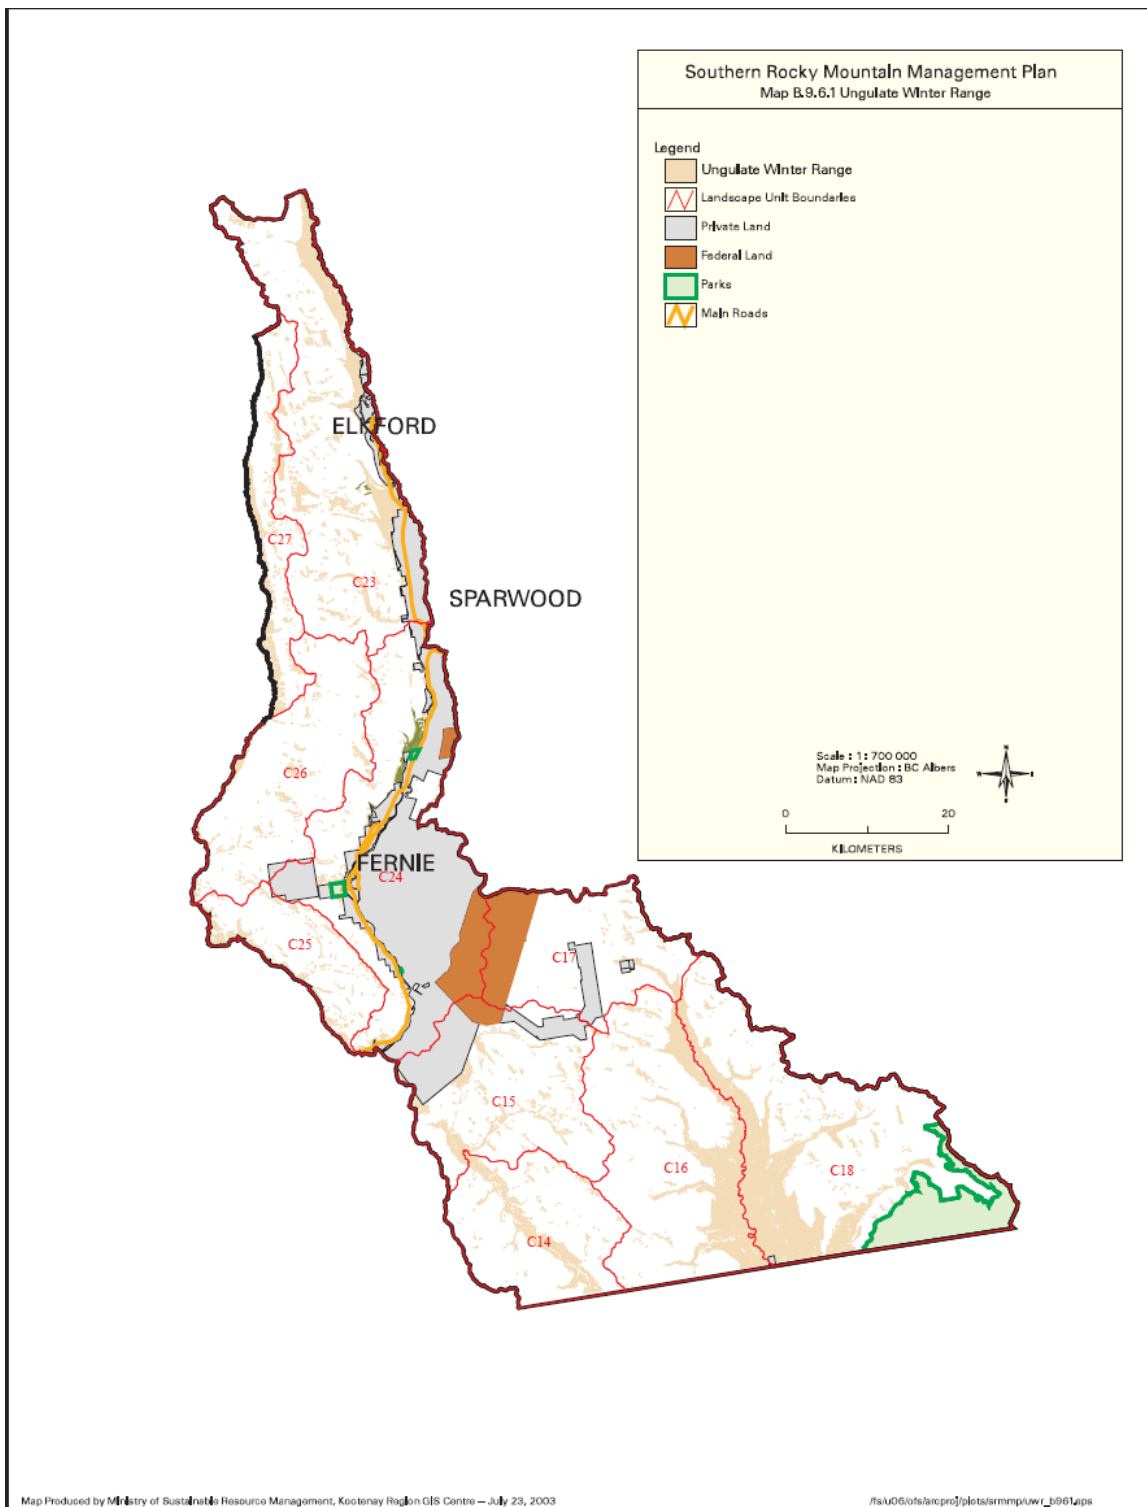 Southern Rocky Mountain Management Plan
Map B.9.6.1 Ungulate Winter Range
Legend
Ungulate Winter Range
Landscape Unit Boundaries
Private Land
Federal Land
Parks
Main Roads
ELKFORD
C27
C23
SPARWOOD
C26
Scale : 1 : 700 000
Map Projection : BC Albers
Datum : NAD 83
N
W
E
S
0 20
KILOMETERS
FERNIE
C24
C25
C17
C15
C16
C18
C14
Map Produced by Ministry of Sustainable Resource Management, Kootenay Region GIS Centre — July 23, 2003
/fs/u06/ofs/arcproj/plots/srmmp/uwr_b961.eps